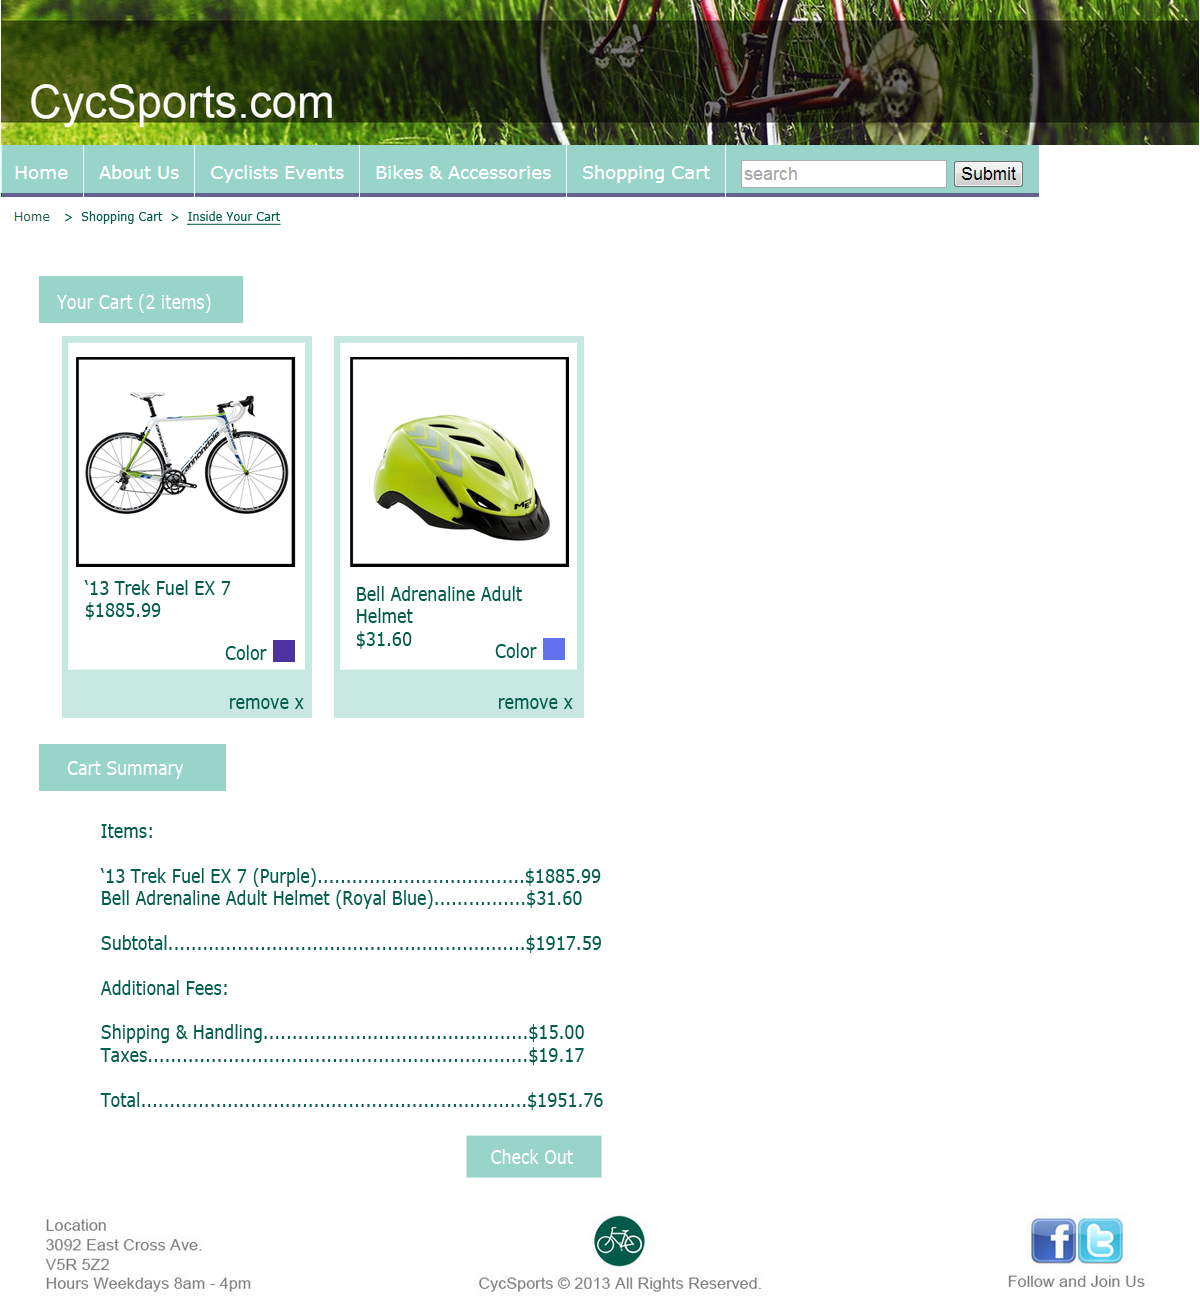 CycSports.com
Home About Us Cyclists Events Bikes & Accessories Shopping Cart search Submit
Home > Shopping Cart > Inside Your Cart
Your Cart (2 items)
cannondale
MET
‘13 Trek Fuel EX 7
$1885.99
Color
remove x
Bell Adrenaline Adult
Helmet
$31.60
Color
remove x
Cart Summary
Items:
‘13 Trek Fuel EX 7 (Purple)....................................$1885.99
Bell Adrenaline Adult Helmet (Royal Blue)................$31.60
Subtotal..............................................................$1917.59
Additional Fees:
Shipping & Handling..............................................$15.00
Taxes..................................................................$19.17
Total...................................................................$1951.76
Check Out
Location
3092 East Cross Ave.
V5R 5Z2
Hours Weekdays 8am - 4pm
CycSports © 2013 All Rights Reserved.
f t
Follow and Join Us